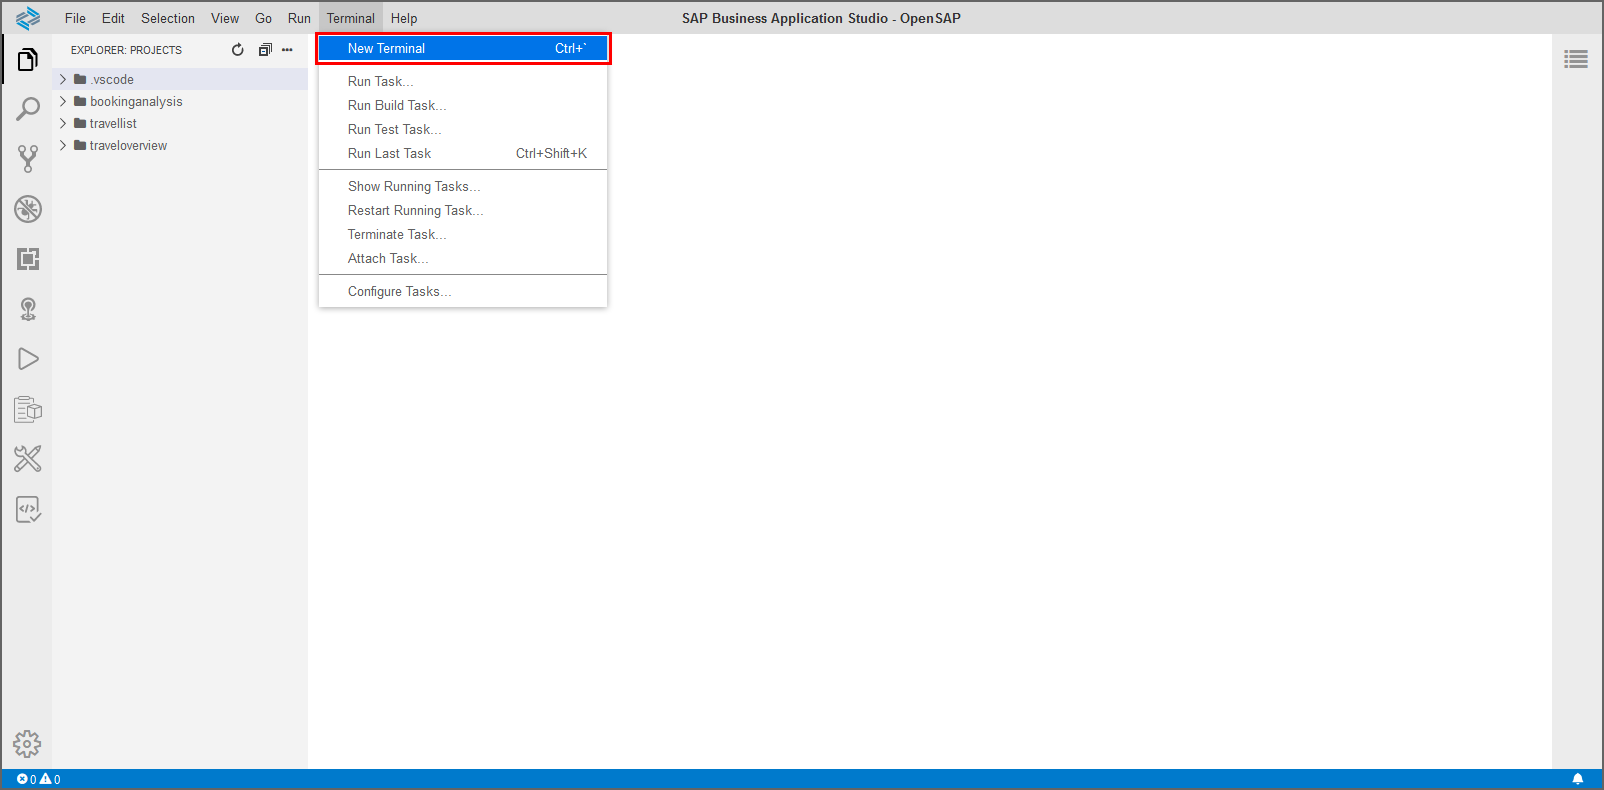 File Edit Selection View Go Run Terminal Help SAP Business Application Studio - OpenSAP
EXPLORER: PROJECTS
.vscode
bookinganalysis
travellist
traveloverview
New Terminal Ctrl+`
Run Task...
Run Build Task...
Run Test Task...
Run Last Task Ctrl+Shift+K
Show Running Tasks...
Restart Running Task...
Terminate Task...
Attach Task...
Configure Tasks...
0 0